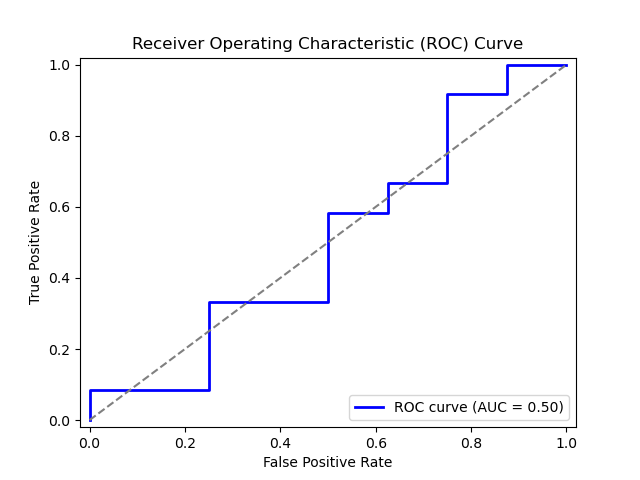 Receiver Operating Characteristic (ROC) Curve
True Positive Rate
1.0
0.8
0.6
0.4
0.2
0.0
ROC curve (AUC = 0.50)
0.0 0.2 0.4 0.6 0.8 1.0
False Positive Rate